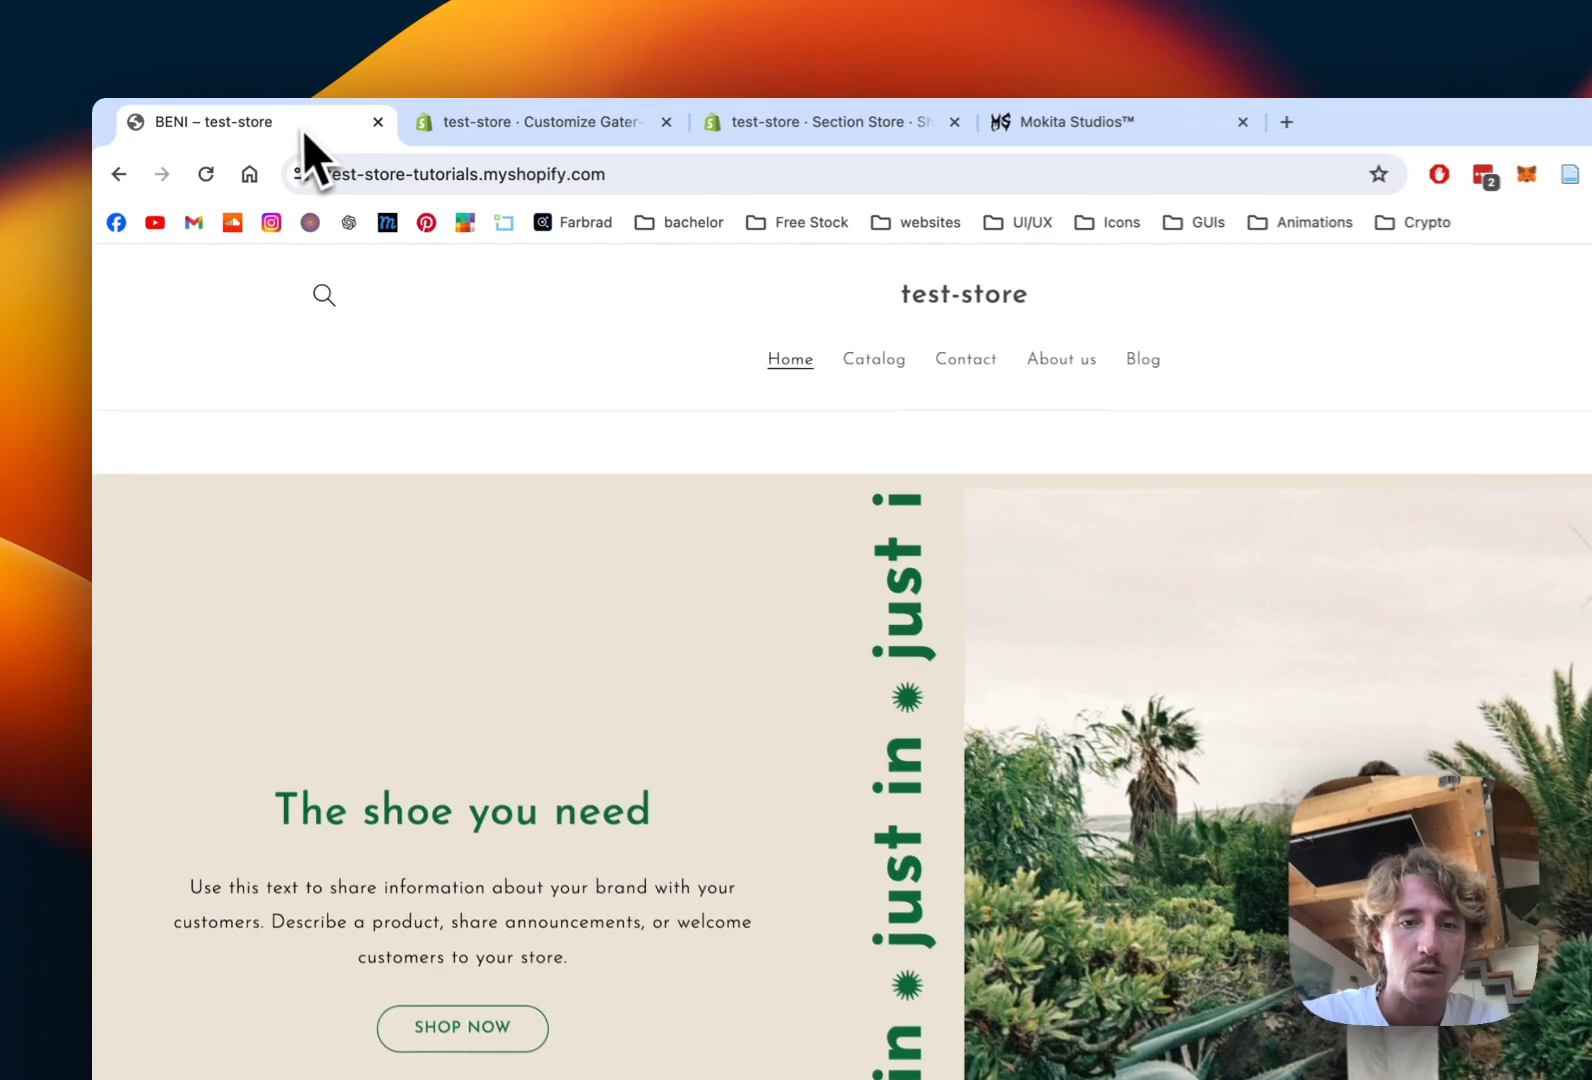 BENI – test-store
test-store · Customize Gater-
test-store · Section Store · Sh
Mokita Studios™
est-store-tutorials.myshopify.com
2
Farbrad
bachelor
Free Stock
websites
UI/UX
Icons
GUIs
Animations
Crypto
test-store
Home
Catalog
Contact
About us
Blog
just in ✺ just in ✺ just i
The shoe you need
Use this text to share information about your brand with your
customers. Describe a product, share announcements, or welcome
customers to your store.
SHOP NOW